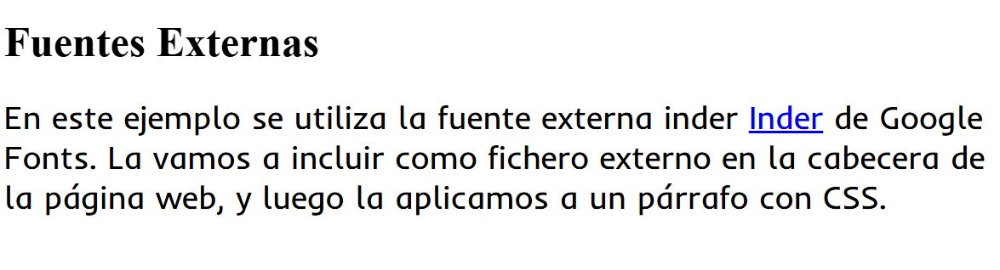 Fuentes Externas
En este ejemplo se utiliza la fuente externa inder Inder de Google
Fonts. La vamos a incluir como fichero externo en la cabecera de
la página web, y luego la aplicamos a un párrafo con CSS.